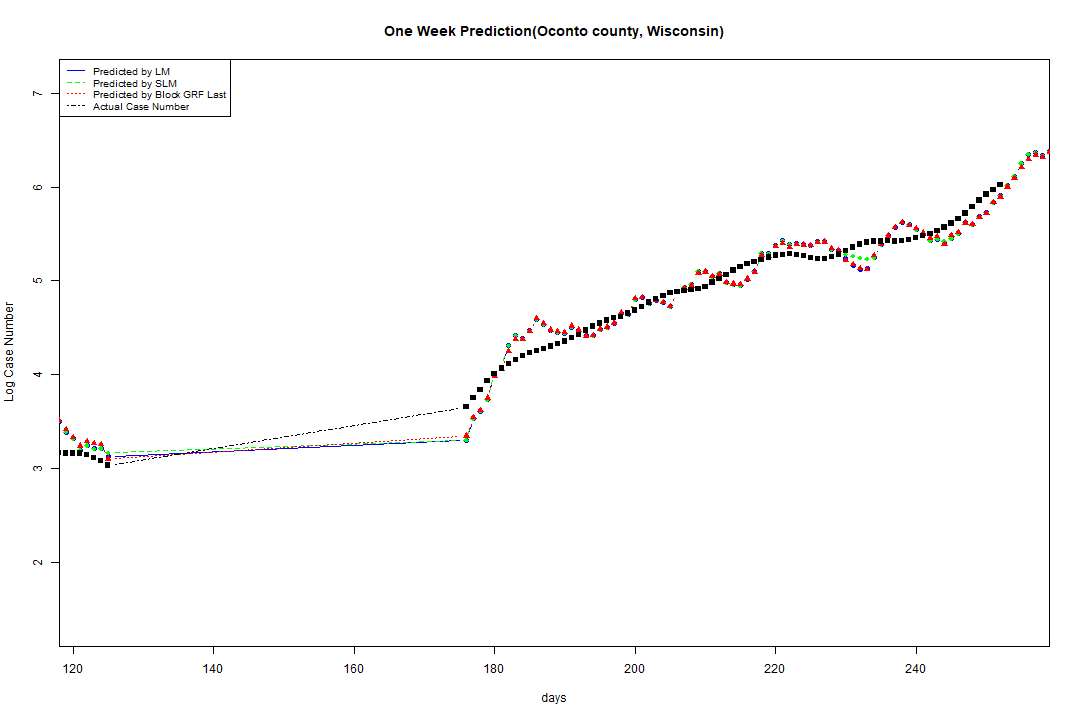 One Week Prediction(Oconto county, Wisconsin)
Predicted by LM
Predicted by SLM
Predicted by Block GRF Last
Actual Case Number
7
6
5
4
3
2
Log Case Number
120 140 160 180 200 220 240
days